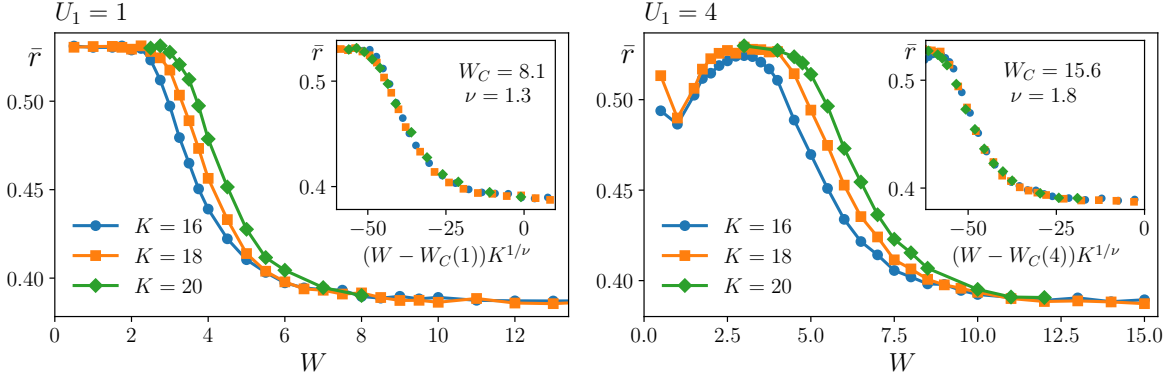 U₁ = 1
r̄
0.50
0.45
0.40
2
4
6
8
10
12
W
K = 16
K = 18
K = 20
r̄
0.5
0.4
−50
−25
0
(W − W_C(1))K^{1/ν}
W_C = 8.1
ν = 1.3
U₁ = 4
r̄
0.50
0.45
0.40
0.0
2.5
5.0
7.5
10.0
12.5
15.0
W
K = 16
K = 18
K = 20
r̄
0.5
0.4
−50
−25
0
(W − W_C(4))K^{1/ν}
W_C = 15.6
ν = 1.8